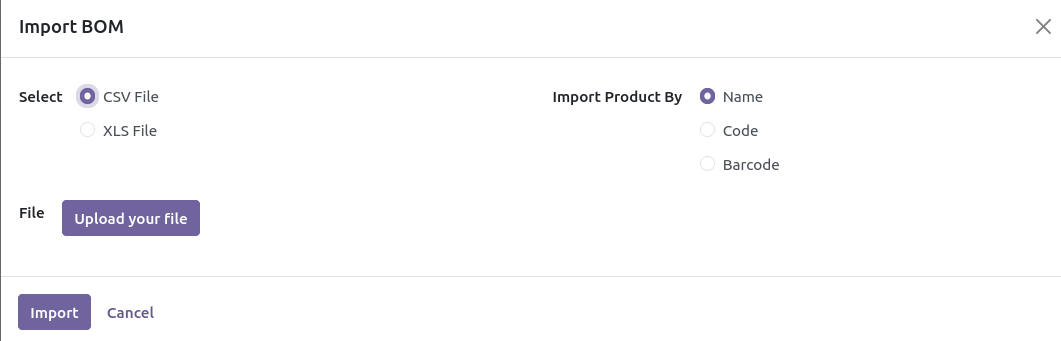 Import BOM
Select CSV File Import Product By Name
XLS File Code
Barcode
File Upload your file
Import Cancel